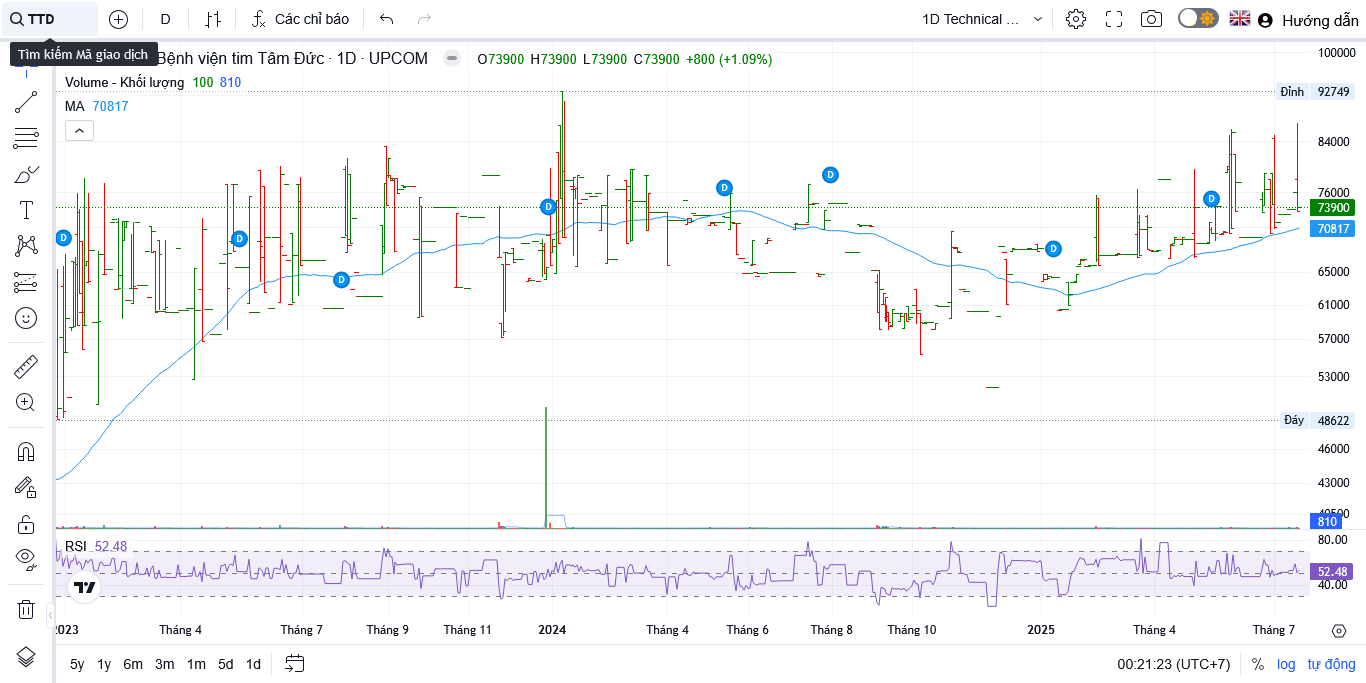 TTD
D
Các chỉ báo
1D Technical ...
Hướng dẫn
Tìm kiếm Mã giao dịch
Bệnh viện tim Tâm Đức · 1D · UPCOM
O73900 H73900 L73900 C73900 +800 (+1.09%)
Volume - Khối lượng 100 810
MA 70817
100000
Đỉnh 92749
84000
76000
73900
70817
65000
61000
57000
53000
Đáy 48622
46000
43000
40500
810
D
D
D
D
D
D
D
D
RSI 52.48
80.00
52.48
40.00
2023 Tháng 4 Tháng 7 Tháng 9 Tháng 11 2024 Tháng 4 Tháng 6 Tháng 8 Tháng 10 2025 Tháng 4 Tháng 7
5y 1y 6m 3m 1m 5d 1d
00:21:23 (UTC+7) % log tự động